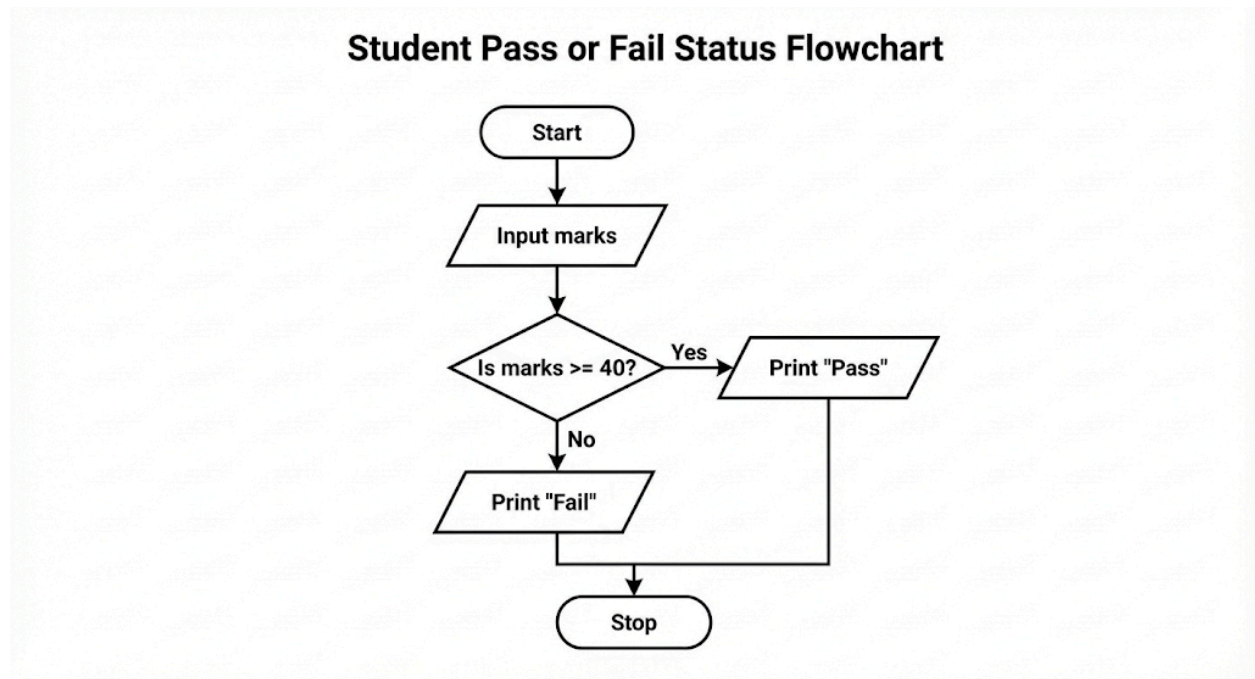 Student Pass or Fail Status Flowchart
Start
Input marks
Is marks >= 40?
Yes
Print "Pass"
No
Print "Fail"
Stop